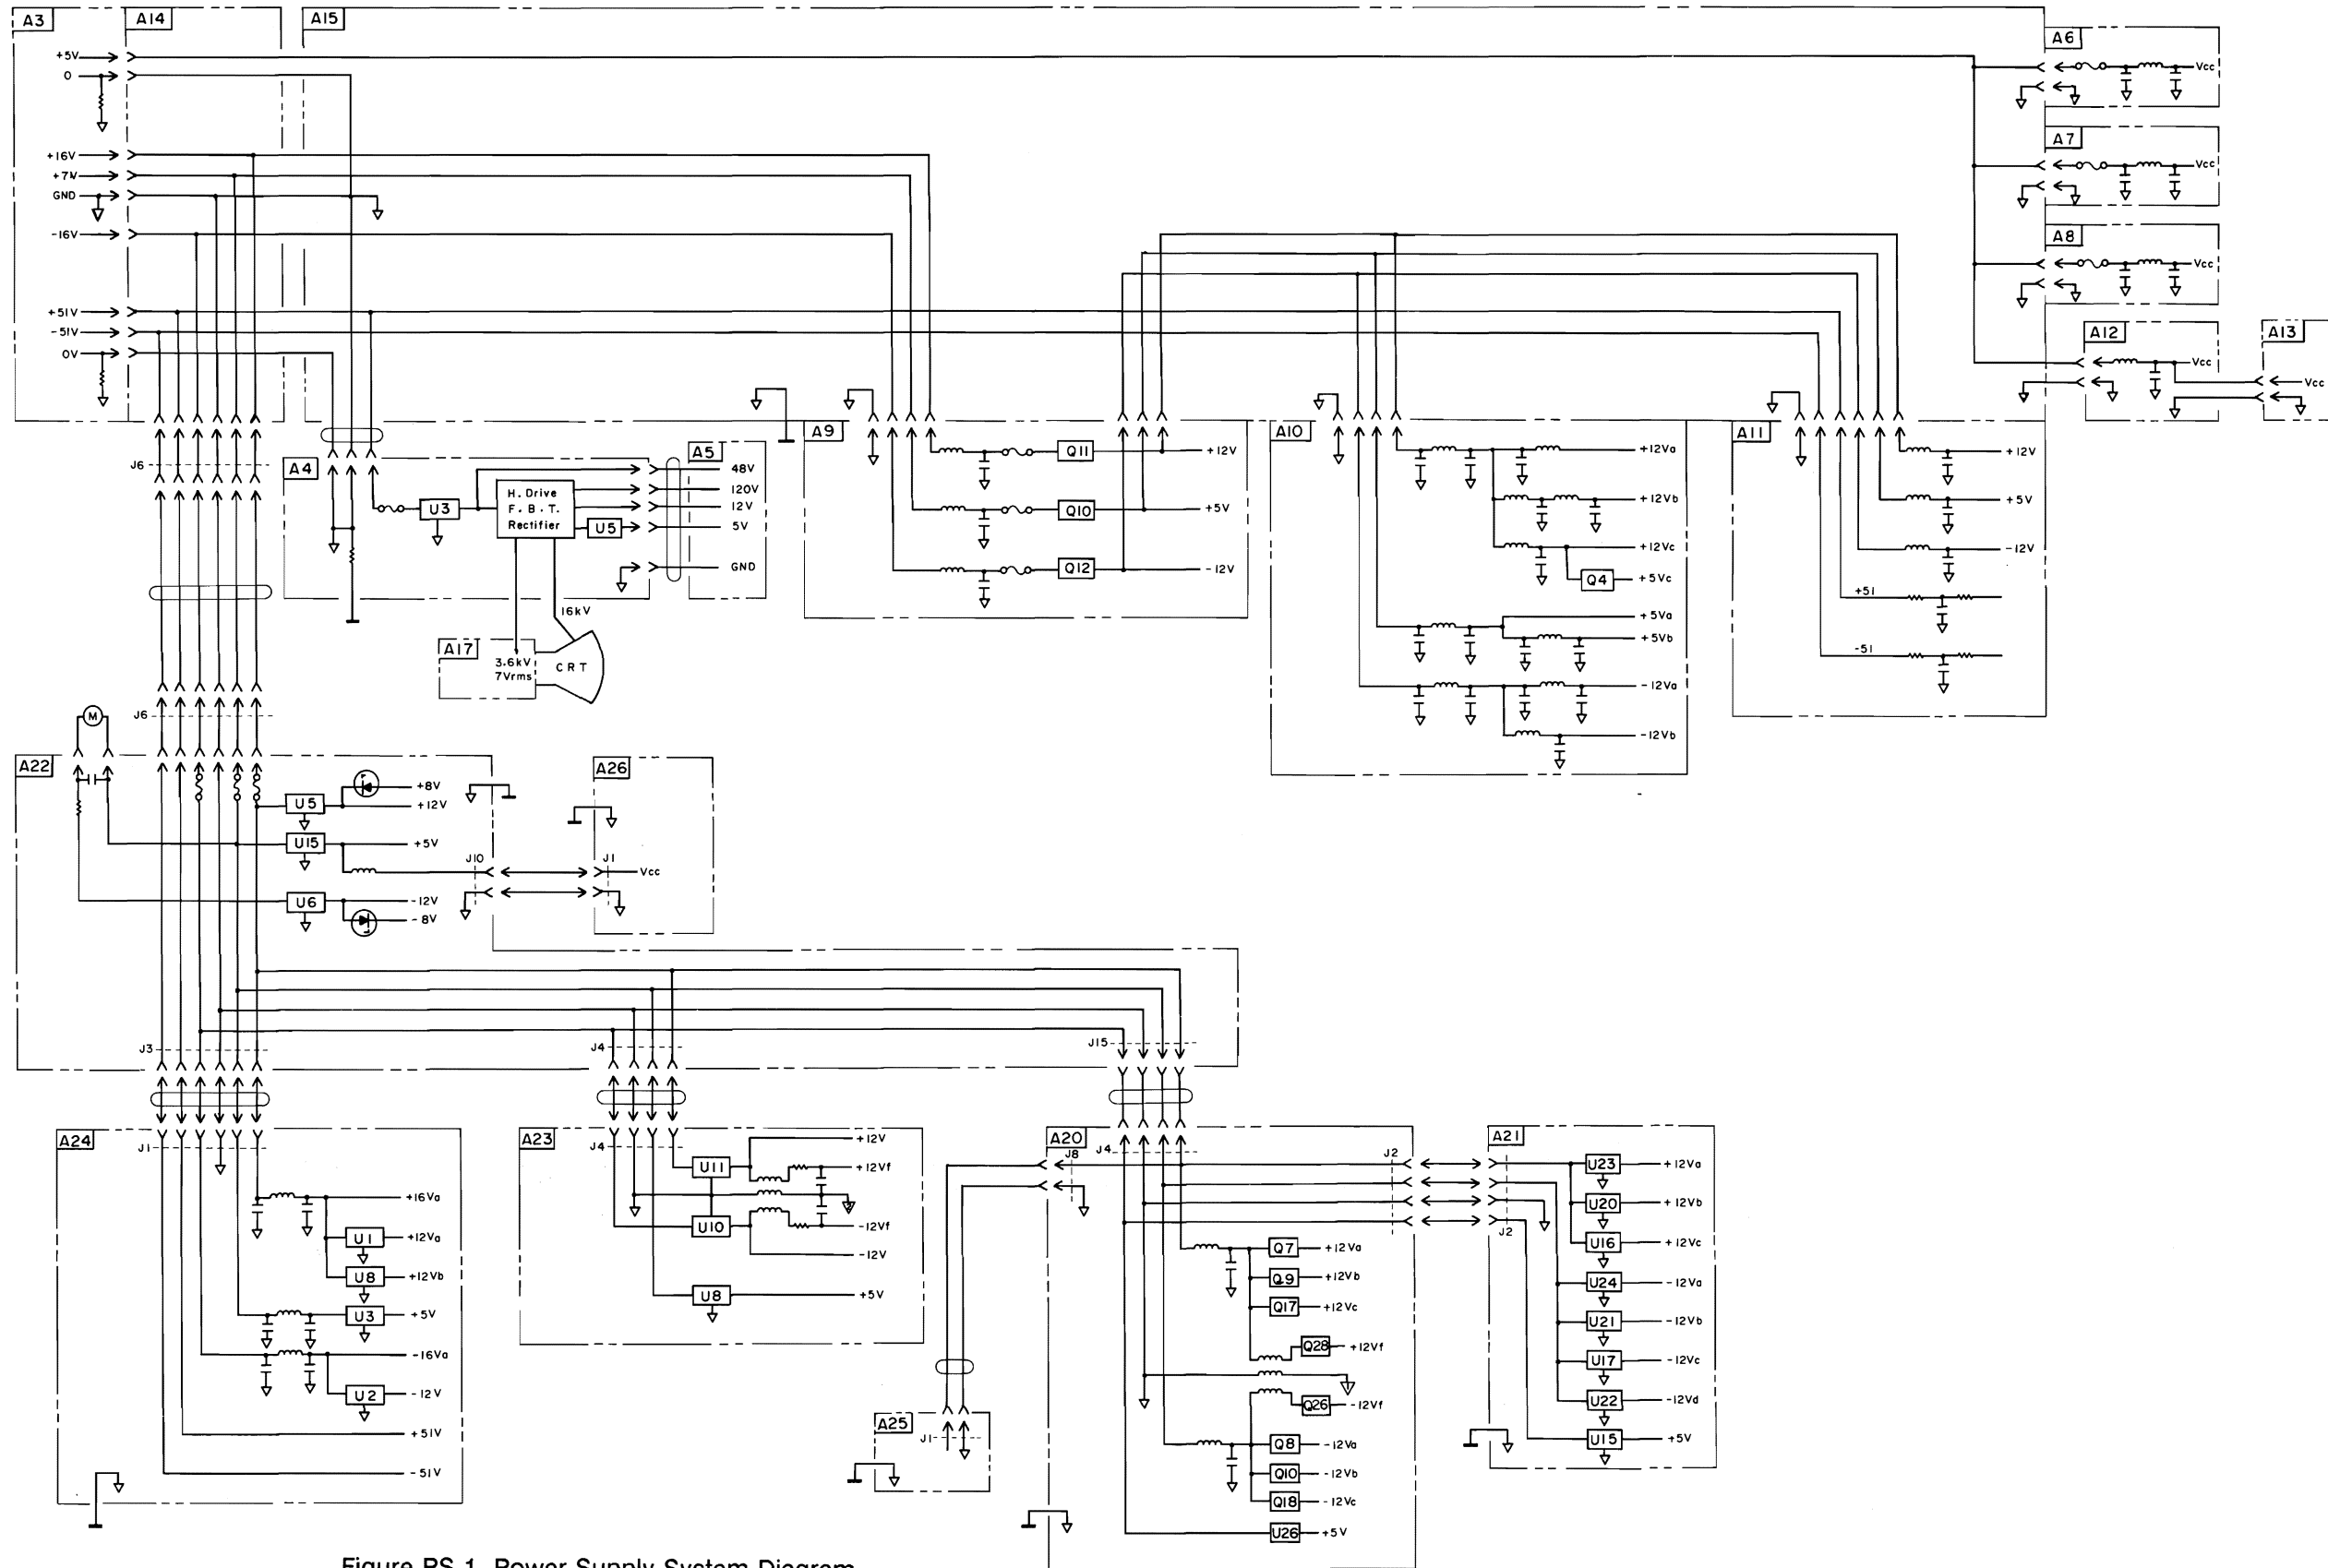 A3
A14
A15
+5V
0
+16V
+7V
GND
-16V
+51V
-51V
0V
A6
Vcc
A7
Vcc
A8
Vcc
A12
Vcc
A13
Vcc
J6
A4
U3
H. Drive
F. B. T.
Rectifier
U5
A5
48V
120V
12V
5V
GND
16kV
A17
3.6kV
7Vrms
CRT
A9
Q11
+12V
Q10
+5V
Q12
-12V
A10
+12Va
+12Vb
+12Vc
Q4
+5Vc
+5Va
+5Vb
-12Va
-12Vb
A11
+12V
+5V
-12V
+51
-51
M
J6
A22
U5
+8V
+12V
U15
+5V
U6
-12V
-8V
J10
A26
J1
Vcc
J3
J4
J15
A24
J1
+16Va
U1
+12Va
U8
+12Vb
U3
+5V
-16Va
U2
-12V
+51V
-51V
A23
J4
U11
+12V
+12Vf
U10
-12Vf
-12V
U8
+5V
A25
J1
A20
J8
J4
J2
Q7
+12Va
Q9
+12Vb
Q17
+12Vc
Q28
+12Vf
Q26
-12Vf
Q8
-12Va
Q10
-12Vb
Q18
-12Vc
U26
+5V
A21
J2
U23
+12Va
U20
+12Vb
U16
+12Vc
U24
-12Va
U21
-12Vb
U17
-12Vc
U22
-12Vd
U15
+5V
Figure PS-1. Power Supply System Diagram